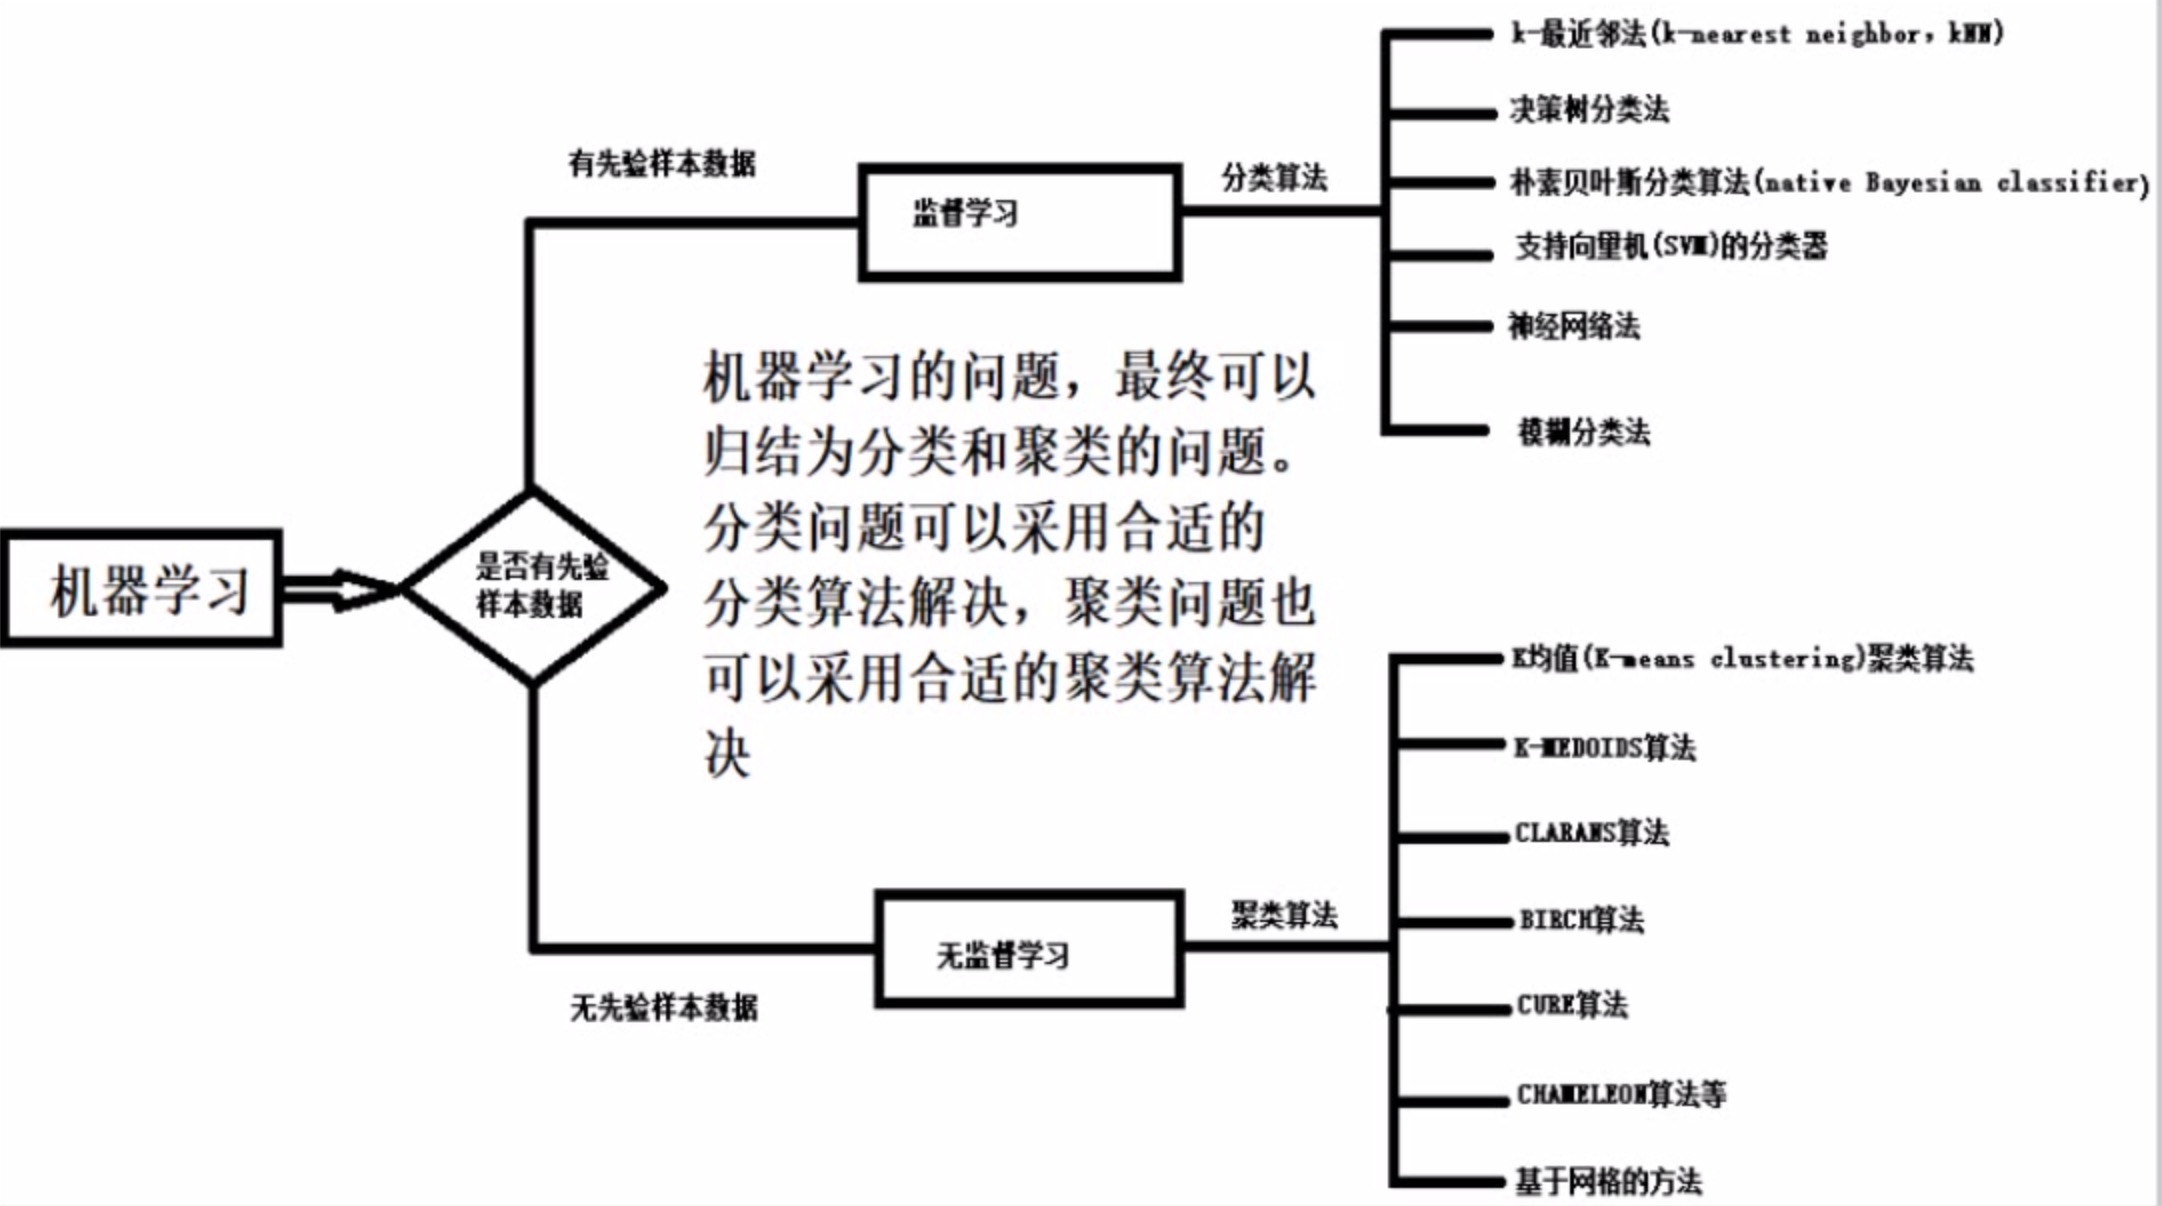 k-最近邻法(k-nearest neighbor，kNN)
决策树分类法
有先验样本数据
分类算法
朴素贝叶斯分类算法(native Bayesian classifier)
监督学习
支持向里机(SVM)的分类器
神经网络法
模糊分类法
机器学习的问题，最终可以
归结为分类和聚类的问题。
分类问题可以采用合适的
分类算法解决，聚类问题也
可以采用合适的聚类算法解
决
机器学习
是否有先验
样本数据
K均值(K-means clustering)聚类算法
K-MEDOIDS算法
CLARANS算法
聚类算法
BIRCH算法
无监督学习
无先验样本数据
CURE算法
CHAMELEON算法等
基于网格的方法